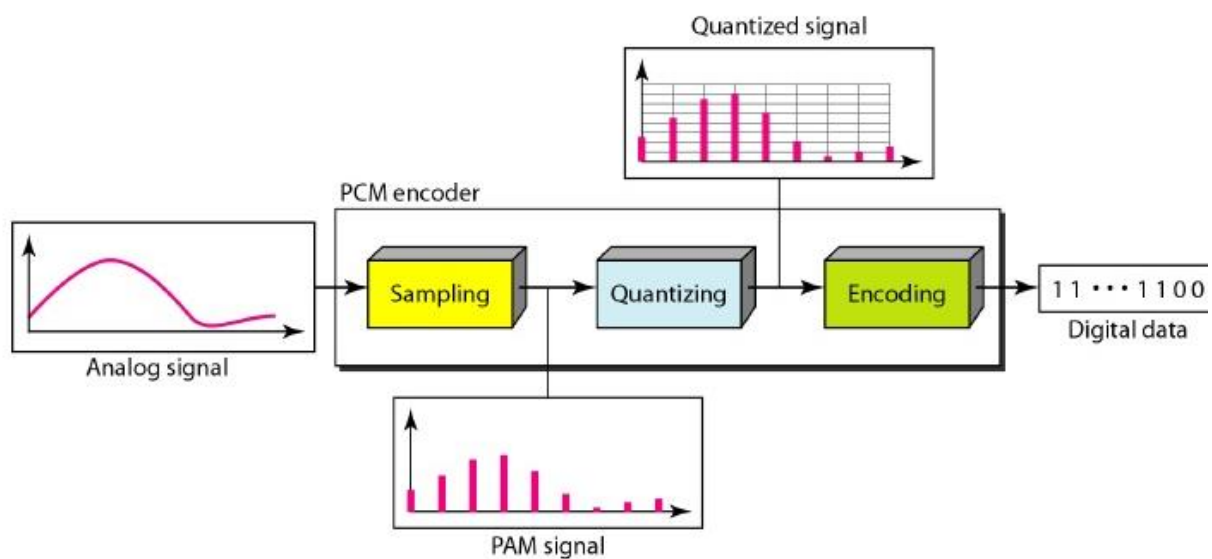 Quantized signal
PCM encoder
Sampling
Quantizing
Encoding
11 ••• 1100
Digital data
Analog signal
PAM signal